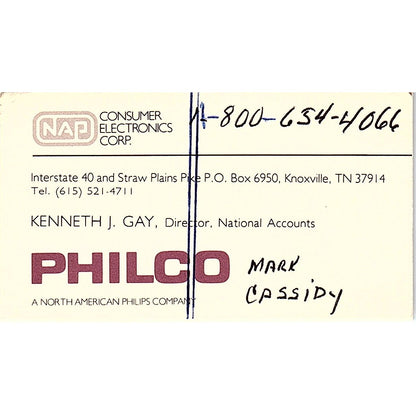 NAP CONSUMER
ELECTRONICS
CORP.
1-800-654-4066
Interstate 40 and Straw Plains Pike P.O. Box 6950, Knoxville, TN 37914
Tel. (615) 521-4711
KENNETH J. GAY, Director, National Accounts
PHILCO
A NORTH AMERICAN PHILIPS COMPANY
MARK
CASSIDY